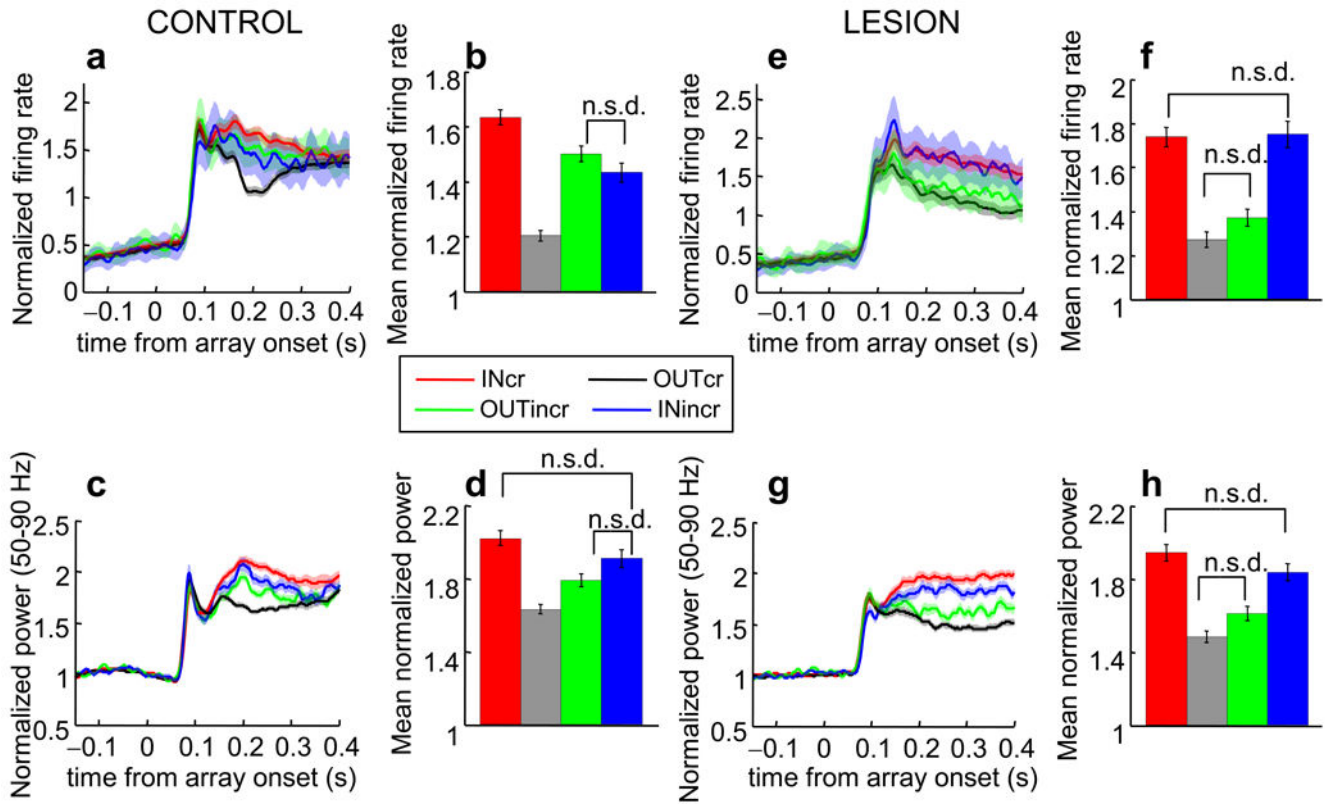 CONTROL
LESION
a
Normalized firing rate
2
1.5
1
0.5
0
−0.1 0 0.1 0.2 0.3 0.4
time from array onset (s)
b
Mean normalized firing rate
1.8
1.6
1.4
1.2
1
n.s.d.
e
Normalized firing rate
2.5
2
1.5
1
0.5
0
−0.1 0 0.1 0.2 0.3 0.4
time from array onset (s)
f
Mean normalized firing rate
2
1.8
1.6
1.4
1.2
1
n.s.d.
n.s.d.
INcr
OUTcr
OUTincr
INincr
c
Normalized power (50-90 Hz)
2.5
2
1.5
1
0.5
−0.1 0 0.1 0.2 0.3 0.4
time from array onset (s)
d
Mean normalized power
2.2
1.8
1.4
1
n.s.d.
n.s.d.
g
Normalized power (50-90 Hz)
2.5
2
1.5
1
0.5
−0.1 0 0.1 0.2 0.3 0.4
time from array onset (s)
h
Mean normalized power
2.2
1.8
1.4
1
n.s.d.
n.s.d.